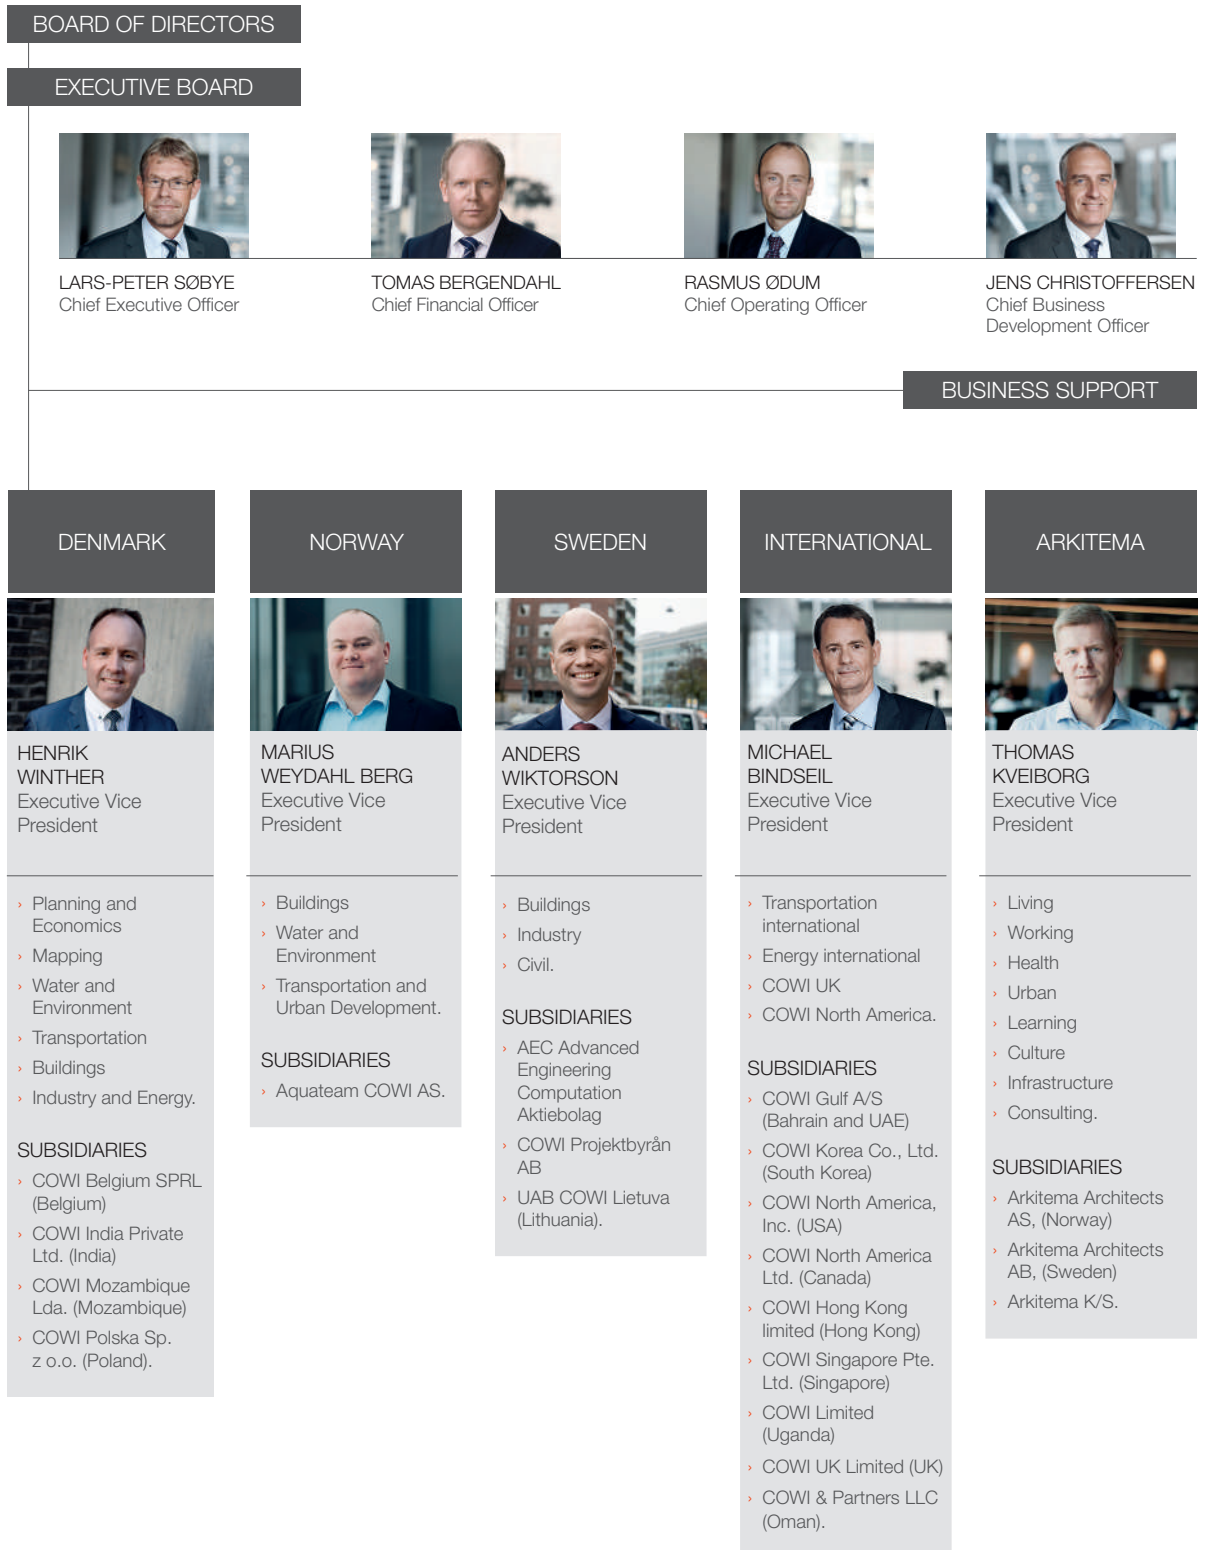 BOARD OF DIRECTORS
EXECUTIVE BOARD
LARS-PETER SØBYE
Chief Executive Officer
TOMAS BERGENDAHL
Chief Financial Officer
RASMUS ØDUM
Chief Operating Officer
JENS CHRISTOFFERSEN
Chief Business
Development Officer
BUSINESS SUPPORT
DENMARK
HENRIK
WINTHER
Executive Vice
President
› Planning and
Economics
› Mapping
› Water and
Environment
› Transportation
› Buildings
› Industry and Energy.
SUBSIDIARIES
› COWI Belgium SPRL
(Belgium)
› COWI India Private
Ltd. (India)
› COWI Mozambique
Lda. (Mozambique)
› COWI Polska Sp.
z o.o. (Poland).
NORWAY
MARIUS
WEYDAHL BERG
Executive Vice
President
› Buildings
› Water and
Environment
› Transportation and
Urban Development.
SUBSIDIARIES
› Aquateam COWI AS.
SWEDEN
ANDERS
WIKTORSON
Executive Vice
President
› Buildings
› Industry
› Civil.
SUBSIDIARIES
› AEC Advanced
Engineering
Computation
Aktiebolag
› COWI Projektbyrån
AB
› UAB COWI Lietuva
(Lithuania).
INTERNATIONAL
MICHAEL
BINDSEIL
Executive Vice
President
› Transportation
international
› Energy international
› COWI UK
› COWI North America.
SUBSIDIARIES
› COWI Gulf A/S
(Bahrain and UAE)
› COWI Korea Co., Ltd.
(South Korea)
› COWI North America,
Inc. (USA)
› COWI North America
Ltd. (Canada)
› COWI Hong Kong
limited (Hong Kong)
› COWI Singapore Pte.
Ltd. (Singapore)
› COWI Limited
(Uganda)
› COWI UK Limited (UK)
› COWI & Partners LLC
(Oman).
ARKITEMA
THOMAS
KVEIBORG
Executive Vice
President
› Living
› Working
› Health
› Urban
› Learning
› Culture
› Infrastructure
› Consulting.
SUBSIDIARIES
› Arkitema Architects
AS, (Norway)
› Arkitema Architects
AB, (Sweden)
› Arkitema K/S.